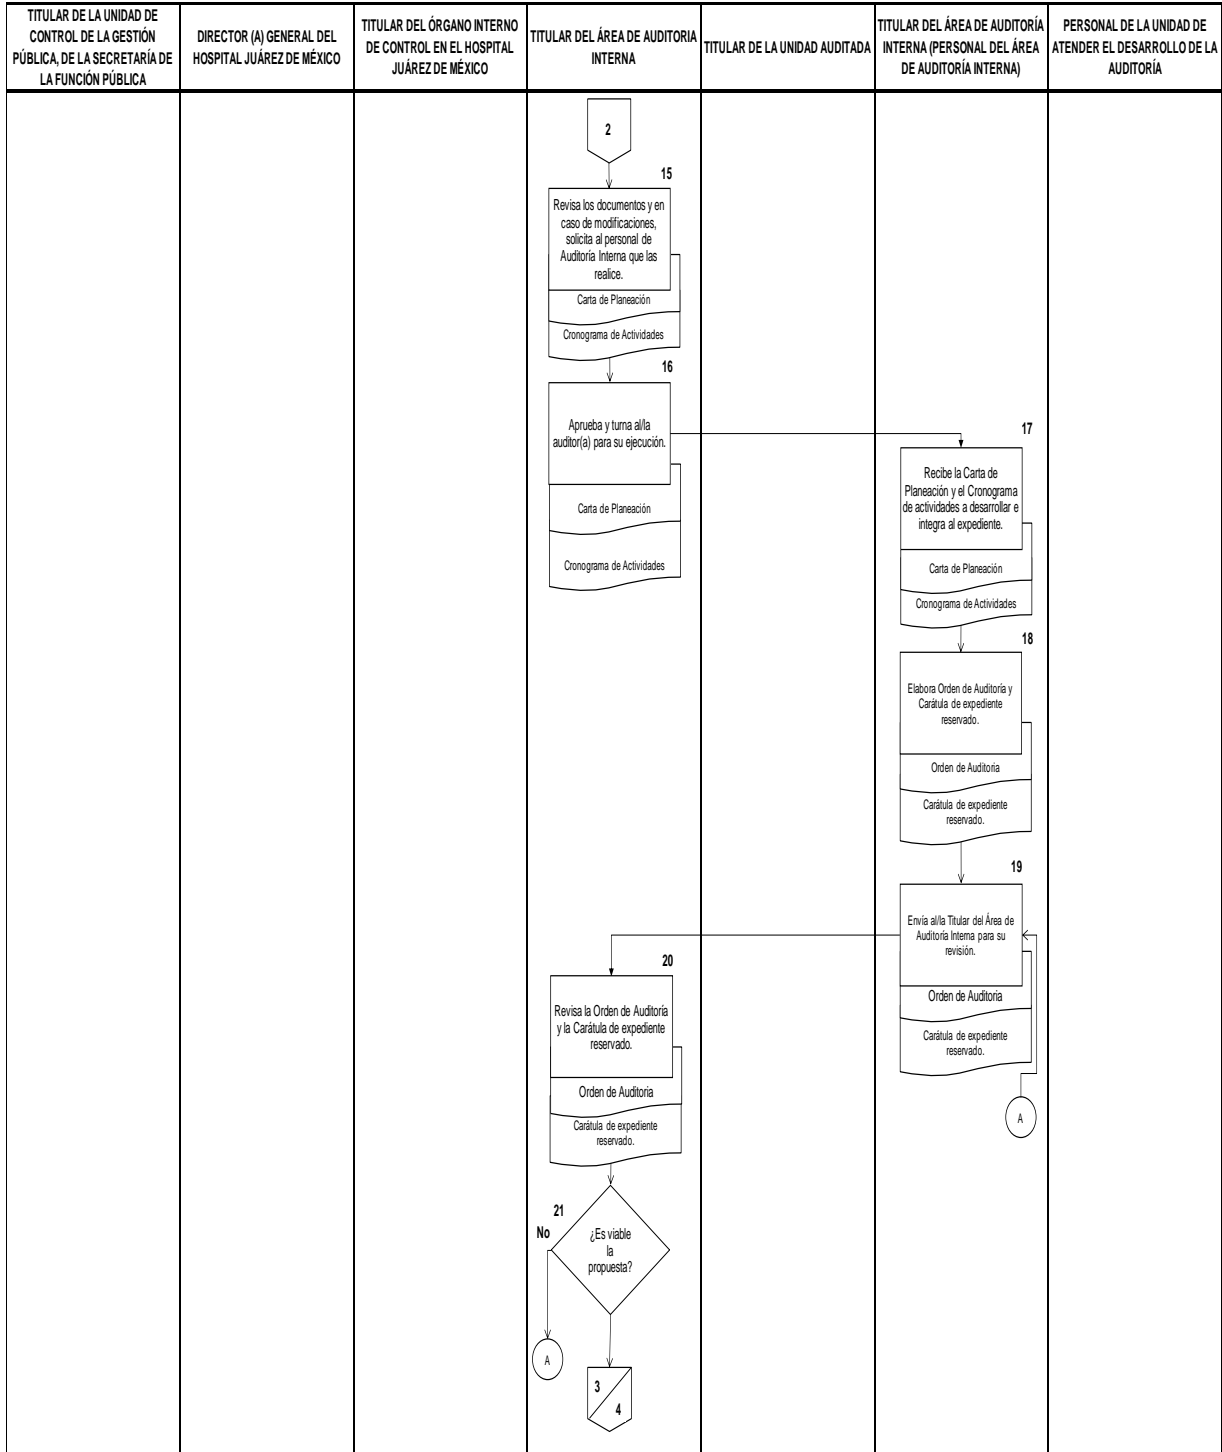 TITULAR DE LA UNIDAD DE
CONTROL DE LA GESTIÓN
PÚBLICA, DE LA SECRETARÍA DE
LA FUNCIÓN PÚBLICA
DIRECTOR (A) GENERAL DEL
HOSPITAL JUÁREZ DE MÉXICO
TITULAR DEL ÓRGANO INTERNO
DE CONTROL EN EL HOSPITAL
JUÁREZ DE MÉXICO
TITULAR DEL ÁREA DE AUDITORIA
INTERNA
TITULAR DE LA UNIDAD AUDITADA
TITULAR DEL ÁREA DE AUDITORÍA
INTERNA (PERSONAL DEL ÁREA
DE AUDITORÍA INTERNA)
PERSONAL DE LA UNIDAD DE
ATENDER EL DESARROLLO DE LA
AUDITORÍA
2
15
Revisa los documentos y en
caso de modificaciones,
solicita al personal de
Auditoría Interna que las
realice.
Carta de Planeación
Cronograma de Actividades
16
Aprueba y turna al/la
auditor(a) para su ejecución.
Carta de Planeación
Cronograma de Actividades
17
Recibe la Carta de
Planeación y el Cronograma
de actividades a desarrollar e
integra al expediente.
Carta de Planeación
Cronograma de Actividades
18
Elabora Orden de Auditoría y
Carátula de expediente
reservado.
Orden de Auditoria
Carátula de expediente
reservado.
19
Envía al/la Titular del Área de
Auditoría Interna para su
revisión.
Orden de Auditoria
Carátula de expediente
reservado.
A
20
Revisa la Orden de Auditoría
y la Carátula de expediente
reservado.
Orden de Auditoria
Carátula de expediente
reservado.
21
No
¿Es viable
la
propuesta?
A
3
4